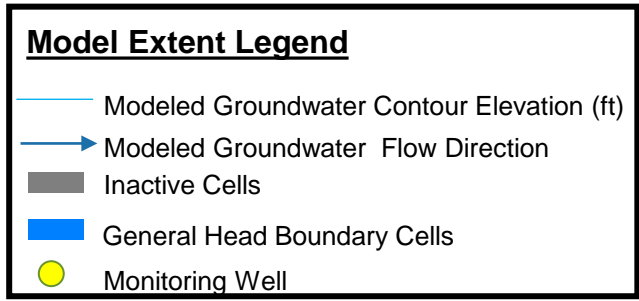 Model Extent Legend
Modeled Groundwater Contour Elevation (ft)
Modeled Groundwater Flow Direction
Inactive Cells
General Head Boundary Cells
Monitoring Well